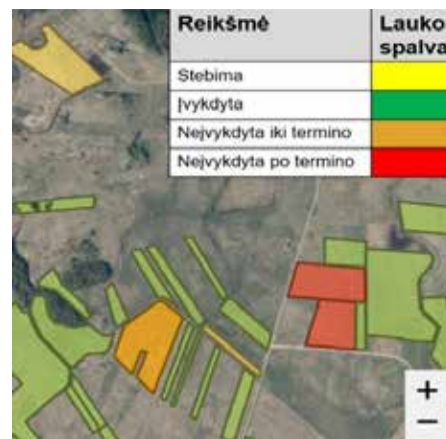 Reikšmė Lauko
spalva
Stebima
Įvykdyta
Neįvykdyta iki termino
Neįvykdyta po termino
+
−